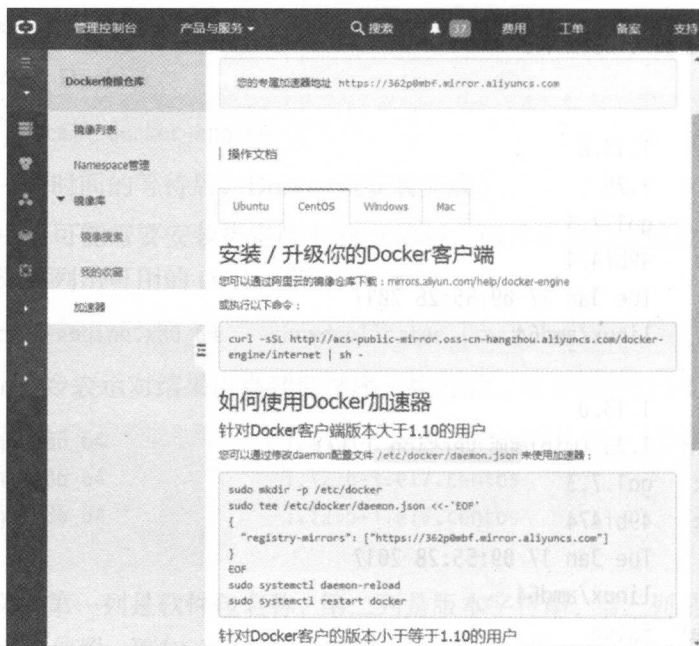 管理控制台 产品与服务 搜索 37 费用 工单 备案 支持
Docker镜像仓库
镜像列表
Namespace管理
镜像库
镜像搜索
我的收藏
加速器
您的专属加速器地址 https://362p0mbf.mirror.aliyuncs.com
操作文档
Ubuntu CentOS Windows Mac
安装 / 升级你的Docker客户端
您可以通过阿里云的镜像仓库下载：mirrors.aliyun.com/help/docker-engine
或执行以下命令：
curl -sSL http://acs-public-mirror.oss-cn-hangzhou.aliyuncs.com/docker-
engine/internet | sh -
如何使用Docker加速器
针对Docker客户端版本大于1.10的用户
您可以通过修改daemon配置文件 /etc/docker/daemon.json 来使用加速器：
sudo mkdir -p /etc/docker
sudo tee /etc/docker/daemon.json <<-'EOF'
{
"registry-mirrors": ["https://362p0mbf.mirror.aliyuncs.com"]
}
EOF
sudo systemctl daemon-reload
sudo systemctl restart docker
针对Docker客户的版本小于等于1.10的用户